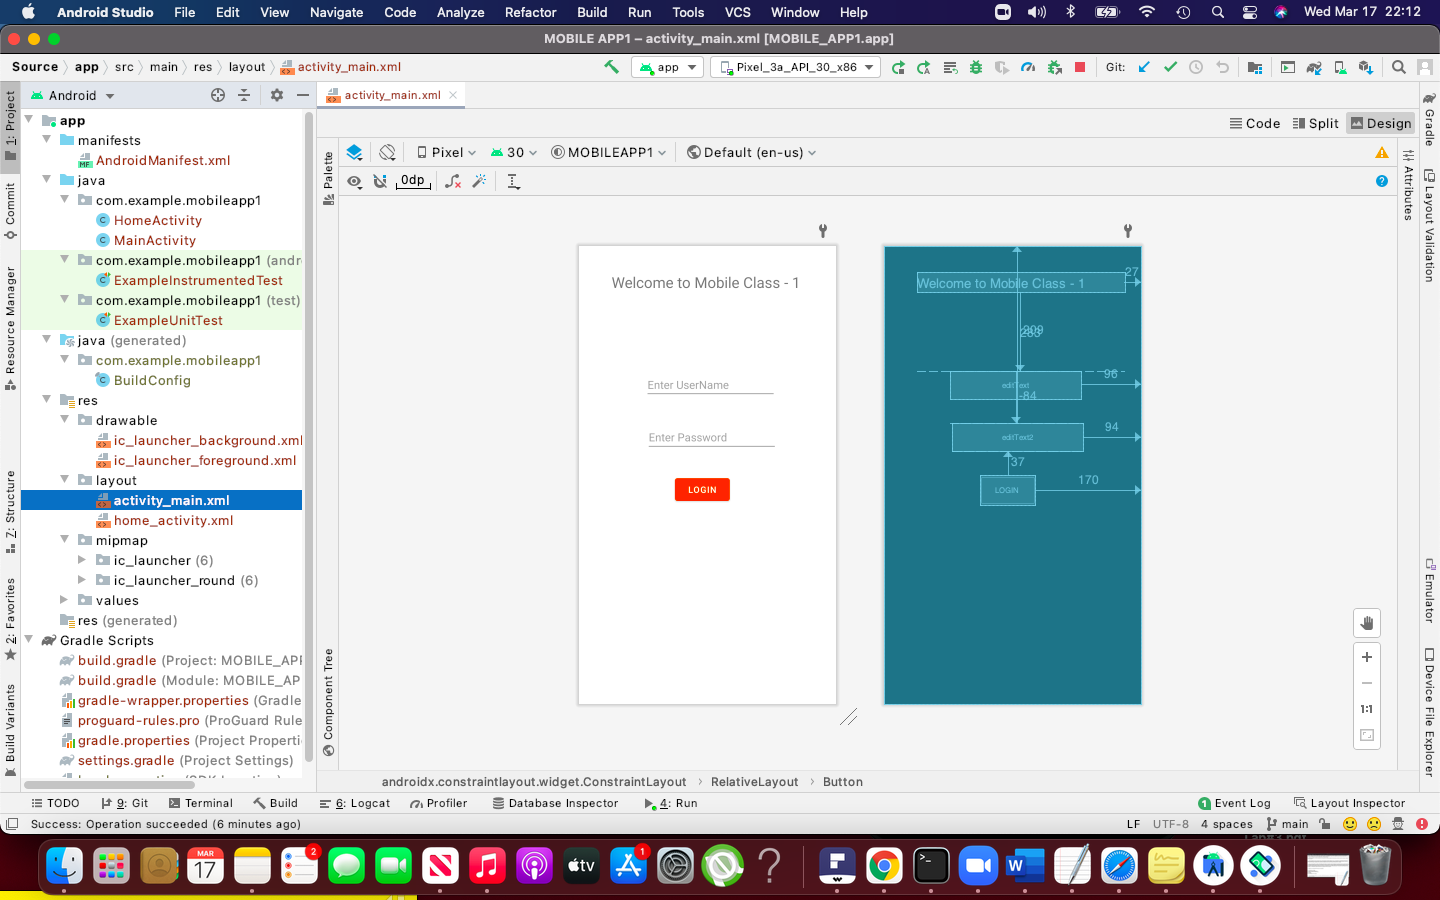 Android Studio File Edit View Navigate Code Analyze Refactor Build Run Tools VCS Window Help Wed Mar 17 22:12
MOBILE APP1 – activity_main.xml [MOBILE_APP1.app]
Source app src main res layout activity_main.xml app Pixel_3a_API_30_x86 Git:
1: Project
Commit
Resource Manager
Z: Structure
2: Favorites
Build Variants
Android
app
manifests
AndroidManifest.xml
java
com.example.mobileapp1
HomeActivity
MainActivity
com.example.mobileapp1 (andr
ExampleInstrumentedTest
com.example.mobileapp1 (test)
ExampleUnitTest
java (generated)
com.example.mobileapp1
BuildConfig
res
drawable
ic_launcher_background.xml
ic_launcher_foreground.xml
layout
activity_main.xml
home_activity.xml
mipmap
ic_launcher (6)
ic_launcher_round (6)
values
res (generated)
Gradle Scripts
build.gradle (Project: MOBILE_APP
build.gradle (Module: MOBILE_AP
gradle-wrapper.properties (Gradle
proguard-rules.pro (ProGuard Rule
gradle.properties (Project Properti
settings.gradle (Project Settings)
activity_main.xml
Code Split Design
Palette
Component Tree
Pixel 30 MOBILEAPP1 Default (en-us)
0dp
Welcome to Mobile Class - 1
Enter UserName
Enter Password
LOGIN
27
Welcome to Mobile Class - 1
96
editText
84
94
editText2
37
170
LOGIN
1:1
Attributes
Gradle
Layout Validation
Emulator
Device File Explorer
androidx.constraintlayout.widget.ConstraintLayout RelativeLayout Button
TODO 9: Git Terminal Build 6: Logcat Profiler Database Inspector 4: Run 1 Event Log Layout Inspector
Success: Operation succeeded (6 minutes ago) LF UTF-8 4 spaces main
MAR
17
2
tv
1
W